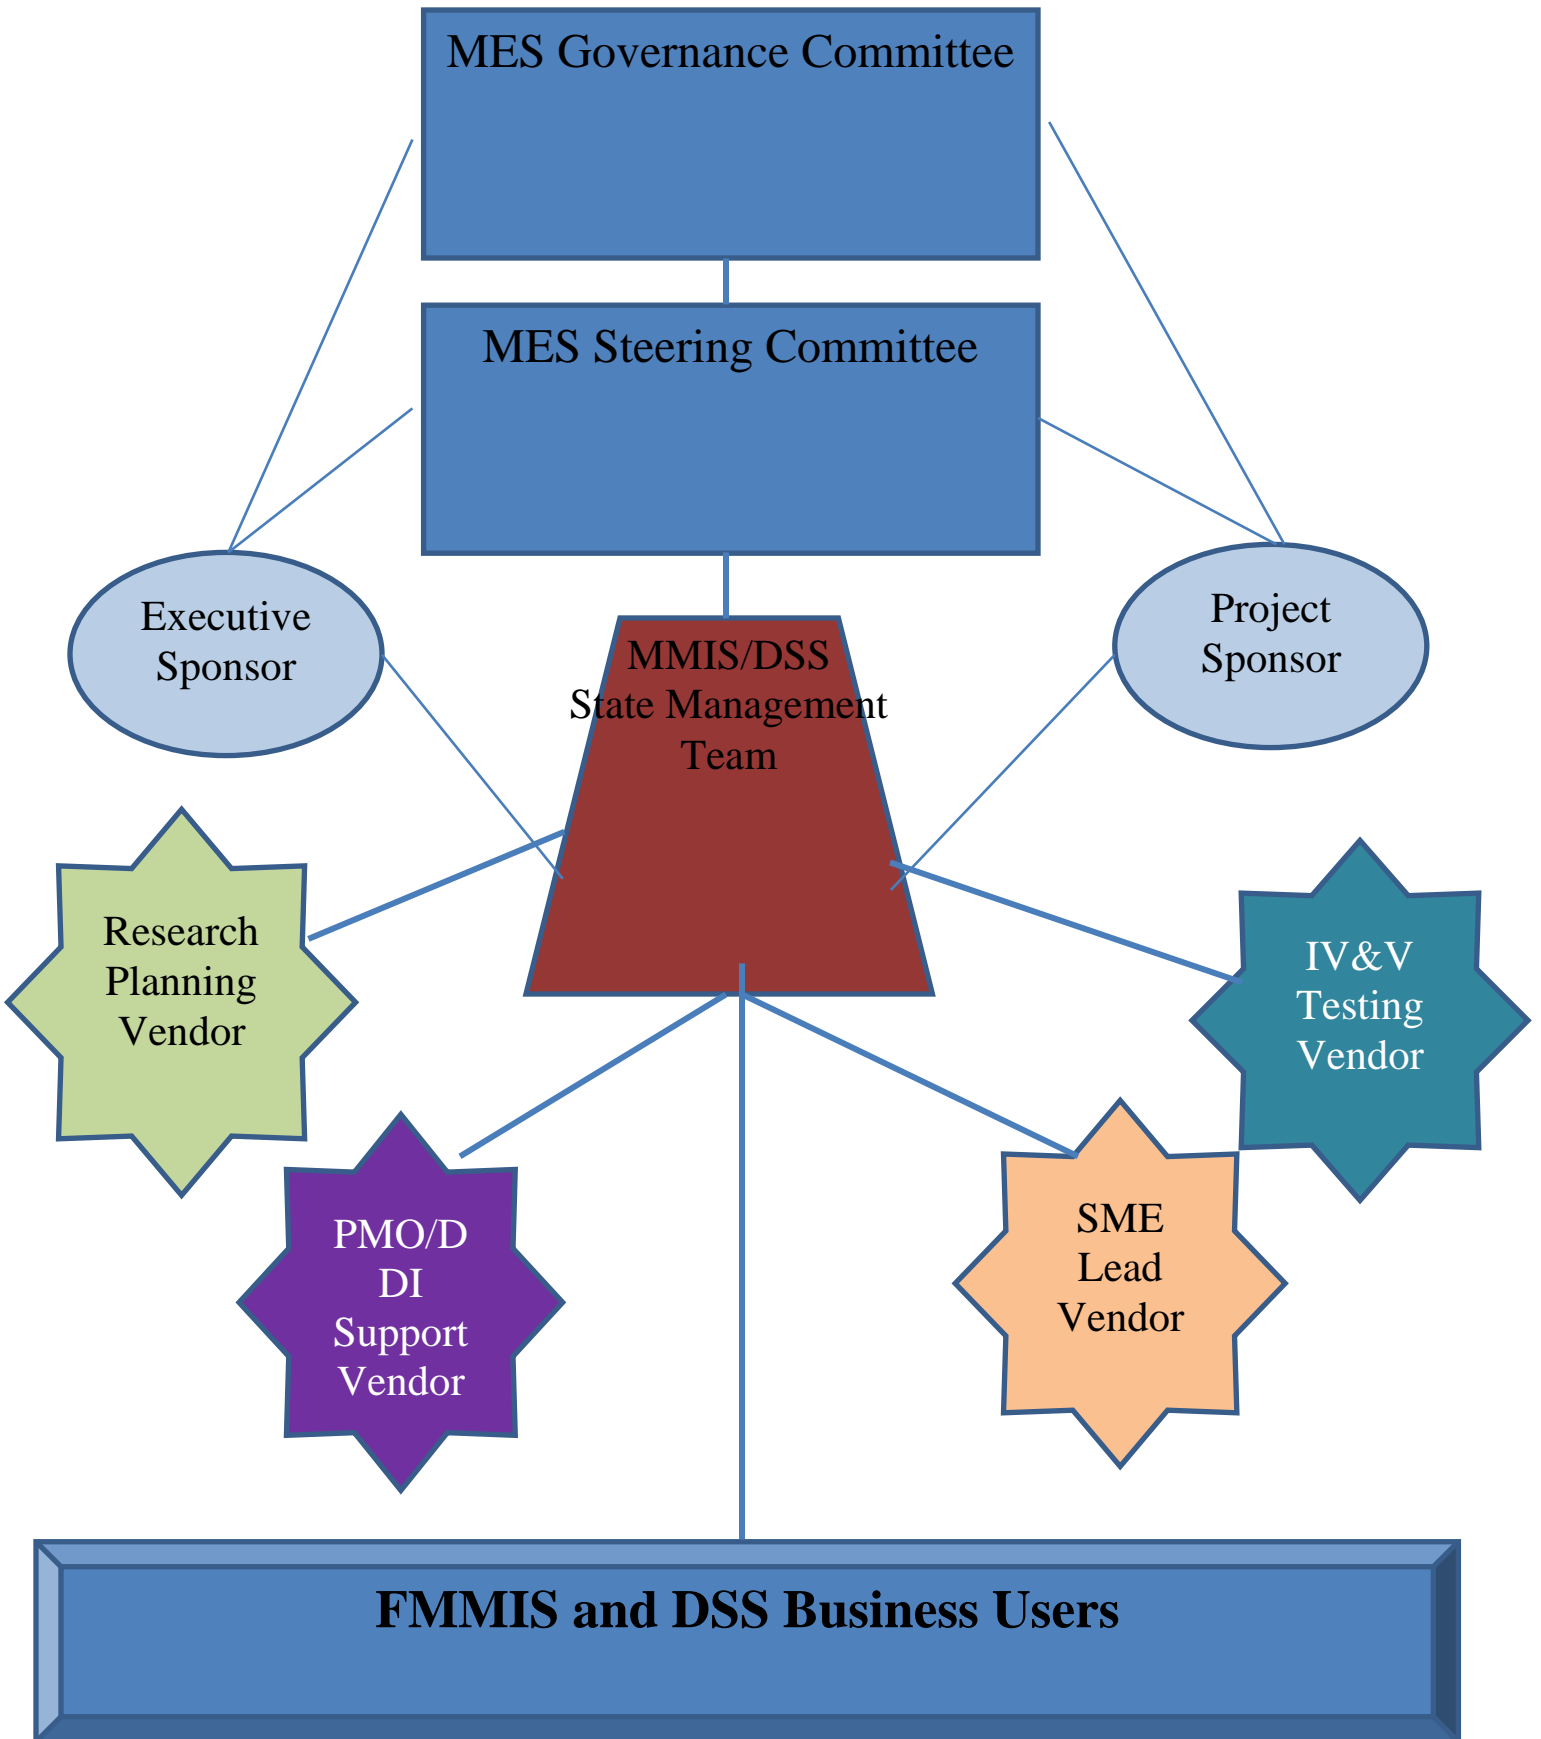 MES Governance Committee
MES Steering Committee
Executive
Sponsor
Project
Sponsor
MMIS/DSS
State Management
Team
Research
Planning
Vendor
IV&V
Testing
Vendor
PMO/D
DI
Support
Vendor
SME
Lead
Vendor
FMMIS and DSS Business Users